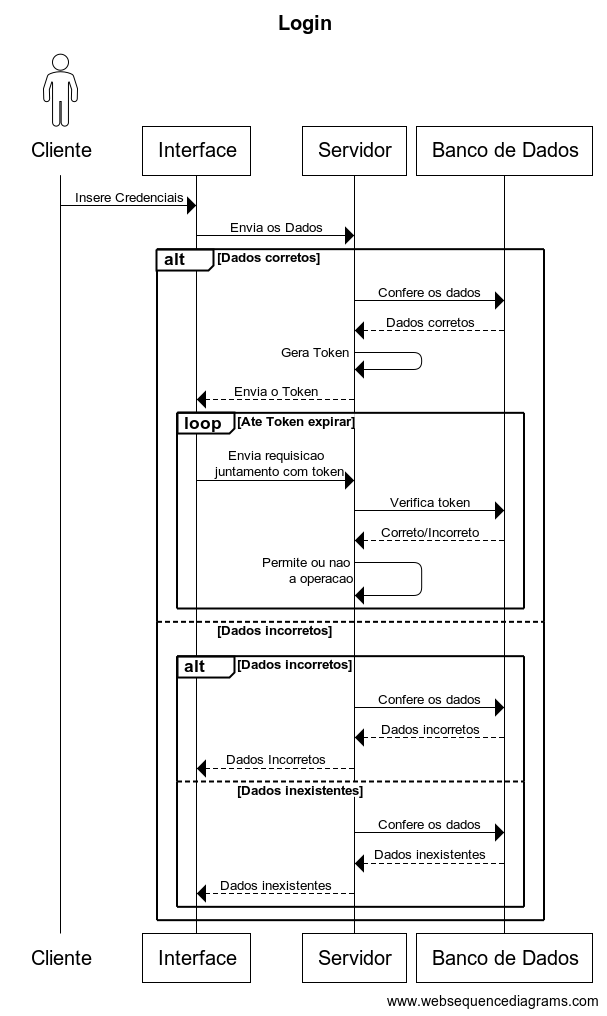 Login
Cliente
Interface
Servidor
Banco de Dados
Insere Credenciais
Envia os Dados
alt
[Dados corretos]
Confere os dados
Dados corretos
Gera Token
Envia o Token
loop
[Ate Token expirar]
Envia requisicao
juntamento com token
Verifica token
Correto/Incorreto
Permite ou nao
a operacao
[Dados incorretos]
alt
[Dados incorretos]
Confere os dados
Dados incorretos
Dados Incorretos
[Dados inexistentes]
Confere os dados
Dados inexistentes
Dados inexistentes
Cliente
Interface
Servidor
Banco de Dados
www.websequencediagrams.com